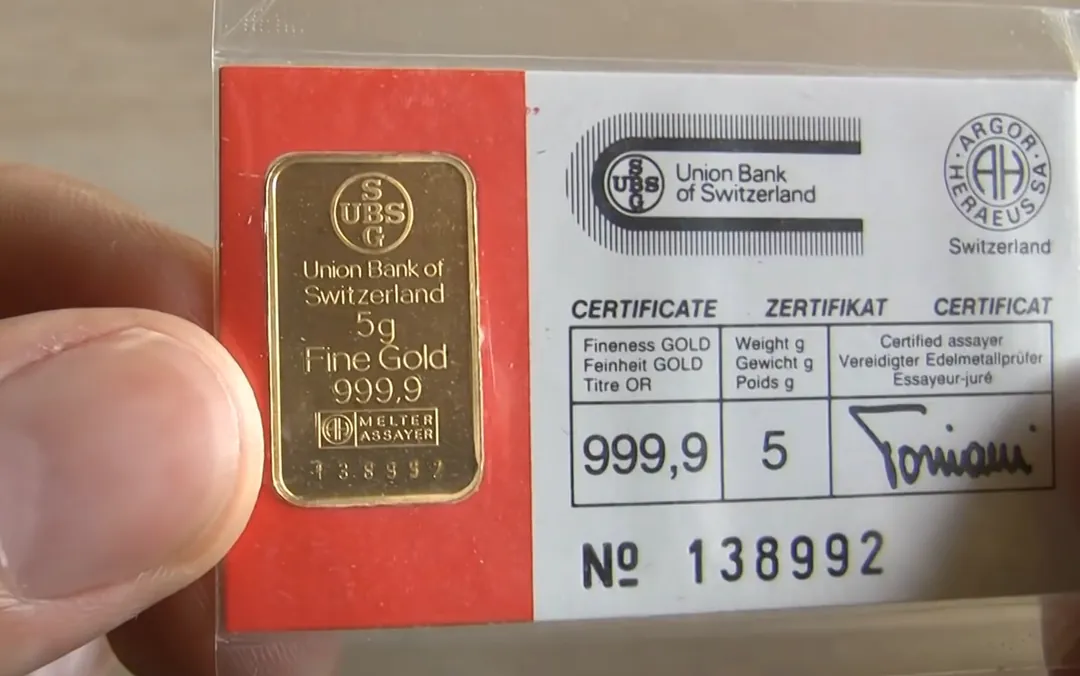 S
UBS
G
Union Bank of
Switzerland
5g
Fine Gold
999,9
MELTER
ASSAYER
138992
S
UBS
G
Union Bank
of Switzerland
ARGOR HERAEUS SA
AH
Switzerland
CERTIFICATE ZERTIFIKAT CERTIFICAT
Fineness GOLD
Feinheit GOLD
Titre OR
Weight g
Gewicht g
Poids g
Certified assayer
Vereidigter Edelmetallprüfer
Essayeur-juré
999,9
5
Nº 138992